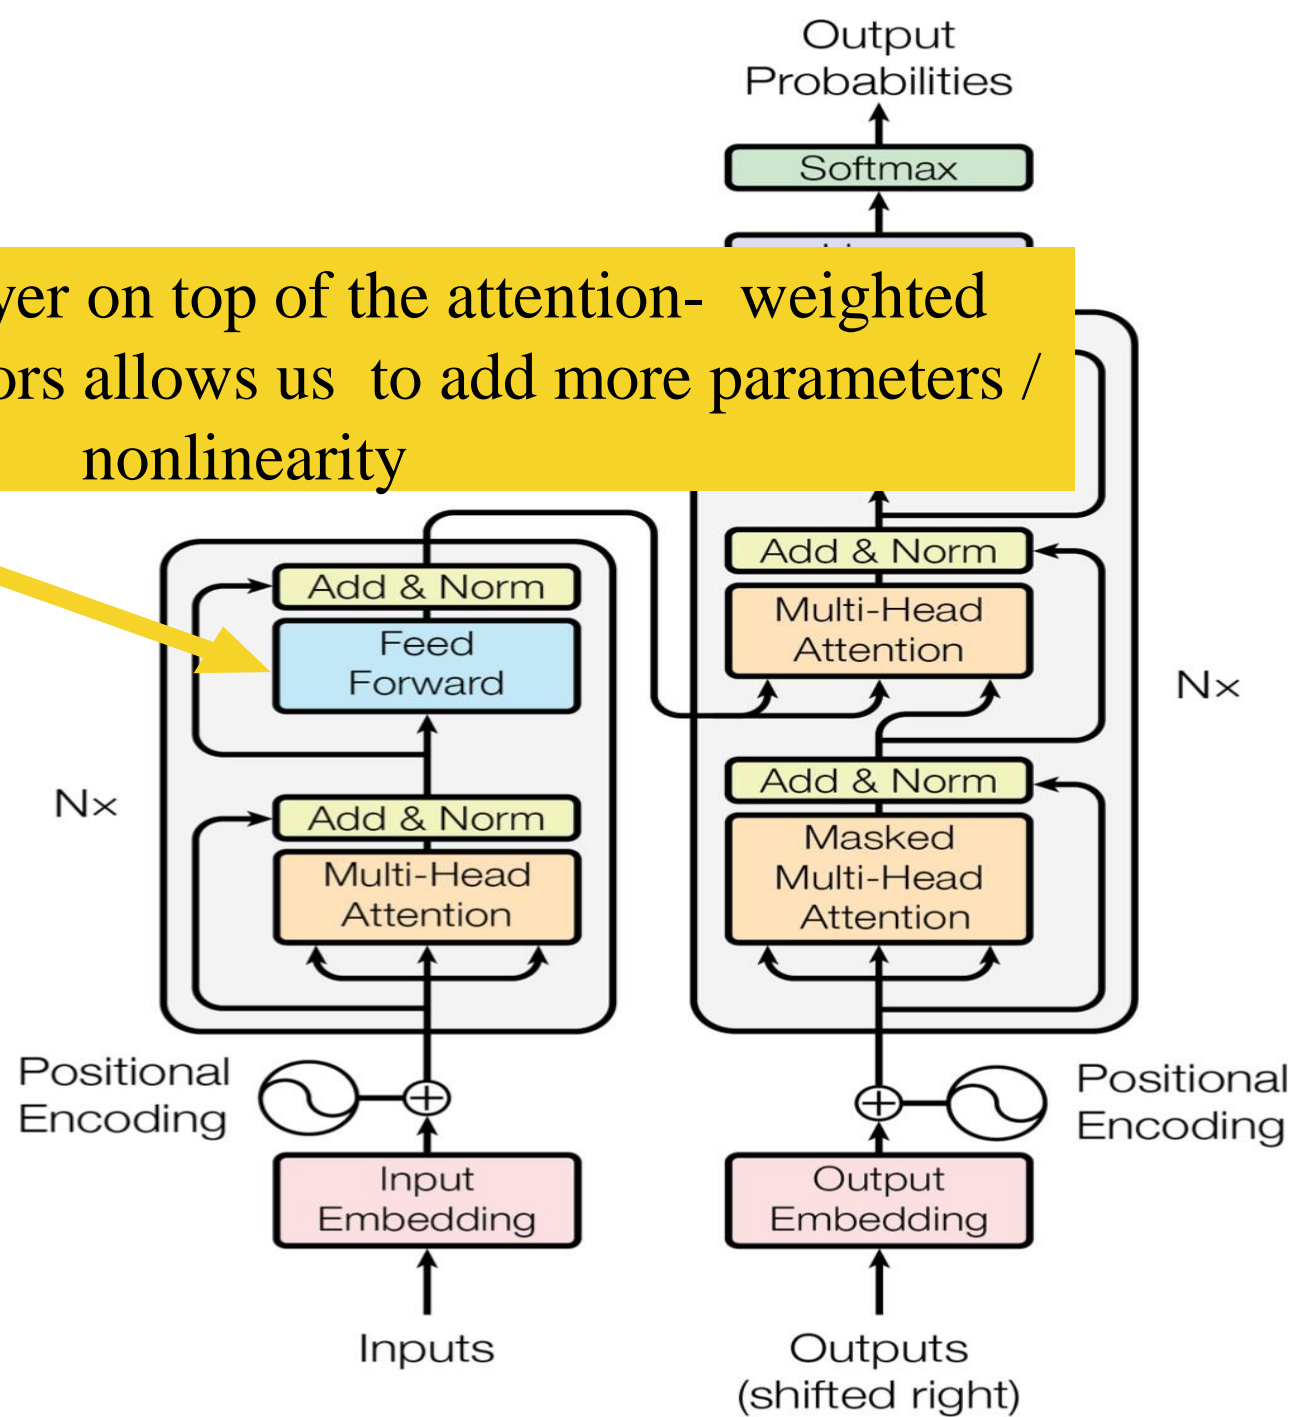 Output
Probabilities
Softmax
on top of the attention-  weighted
allows us  to add more parameters /
nonlinearity
Add & Norm
Feed
Forward
Nx
Add & Norm
Multi-Head
Attention
Add & Norm
Multi-Head
Attention
Nx
Add & Norm
Masked
Multi-Head
Attention
Positional
Encoding
Positional
Encoding
Input
Embedding
Output
Embedding
Inputs
Outputs
(shifted right)